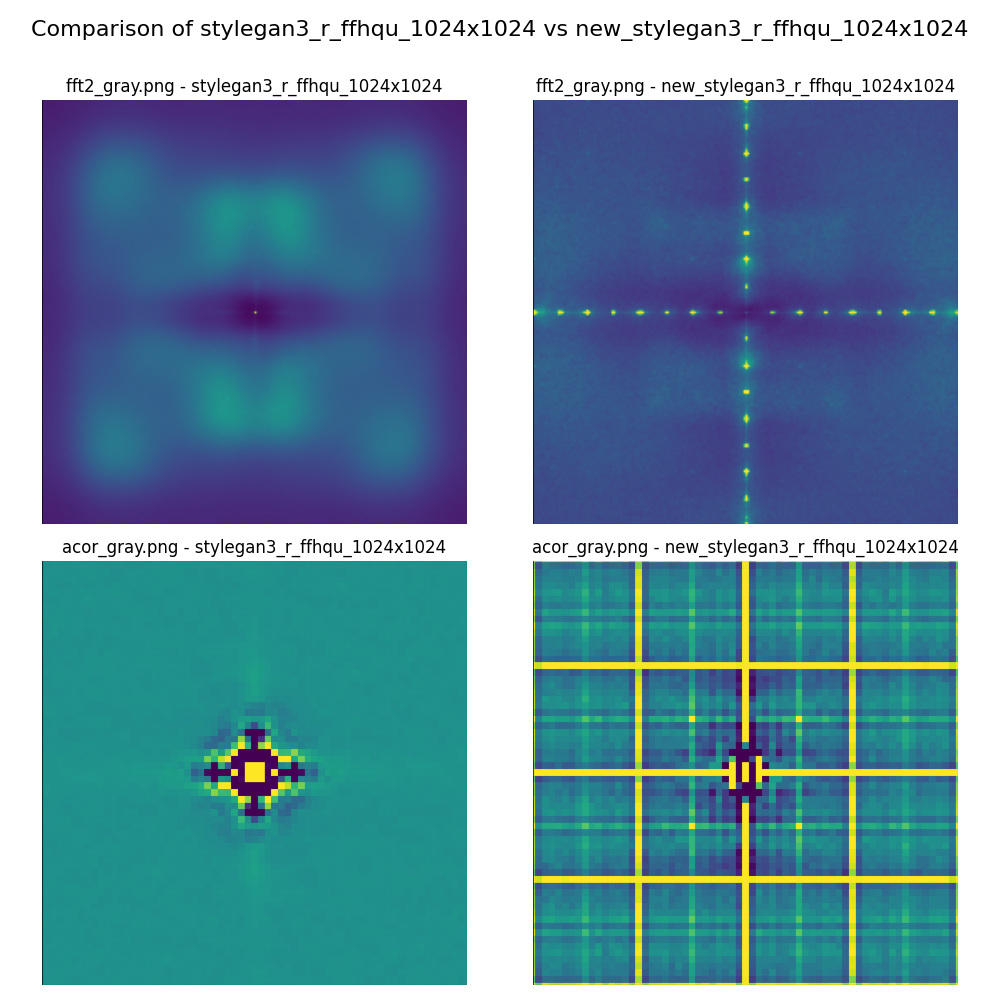 Comparison of stylegan3_r_ffhqu_1024x1024 vs new_stylegan3_r_ffhqu_1024x1024
fft2_gray.png - stylegan3_r_ffhqu_1024x1024
fft2_gray.png - new_stylegan3_r_ffhqu_1024x1024
acor_gray.png - stylegan3_r_ffhqu_1024x1024
acor_gray.png - new_stylegan3_r_ffhqu_1024x1024